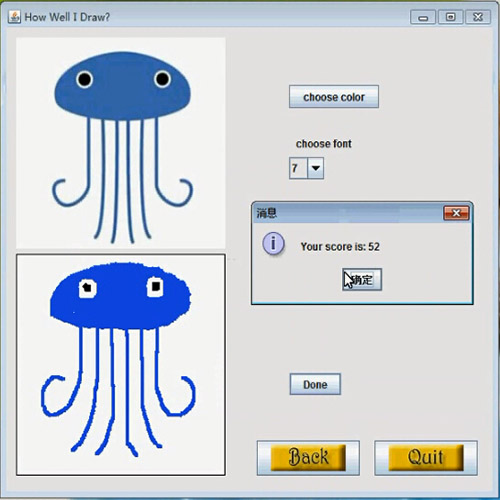 How Well I Draw?
choose color
choose font
7
消息
Your score is: 52
确定
Done
Back
Quit